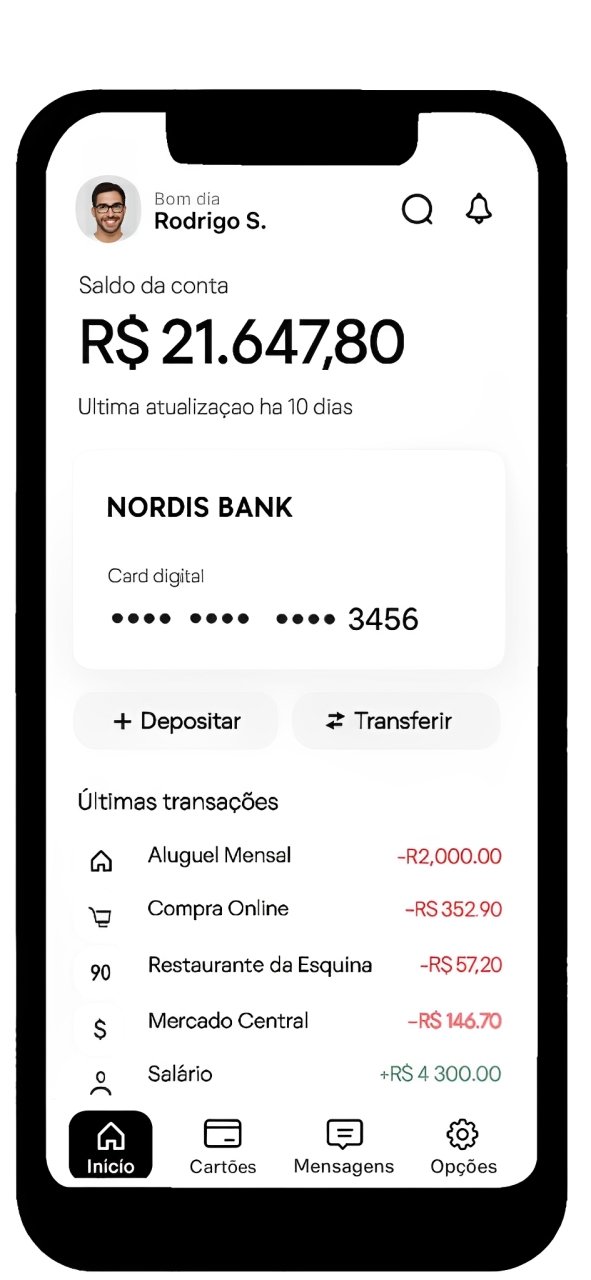 Bom dia
Rodrigo S.
Saldo da conta
R$ 21.647,80
Ultima atualizaçao ha 10 dias
NORDIS BANK
Card digital
•••• •••• •••• 3456
+ Depositar
Transferir
Últimas transações
Aluguel Mensal -R2,000.00
Compra Online -RS 352.90
90 Restaurante da Esquina -R$ 57,20
$ Mercado Central -R$ 146.70
Salário +R$ 4 300.00
Início Cartões Mensagens Opções